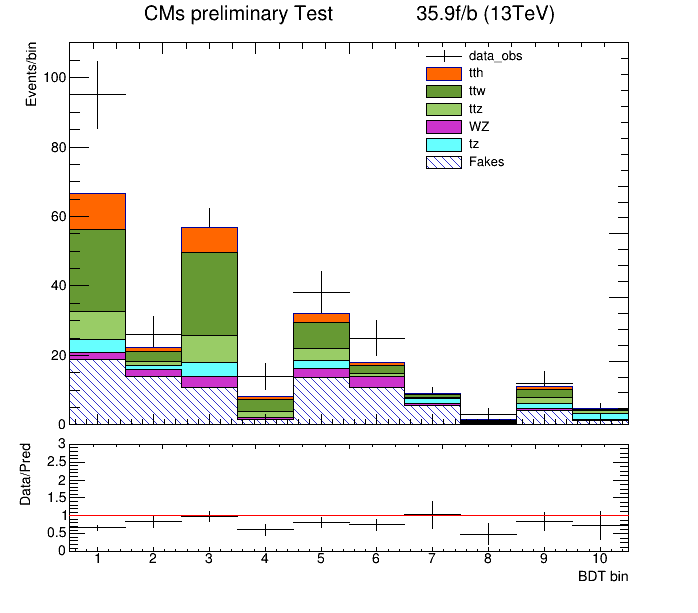 CMs preliminary Test 35.9f/b (13TeV)
Events/bin
100
80
60
40
20
0
data_obs
tth
ttw
ttz
WZ
tz
Fakes
Data/Pred
3
2.5
2
1.5
1
0.5
0
1 2 3 4 5 6 7 8 9 10
BDT bin